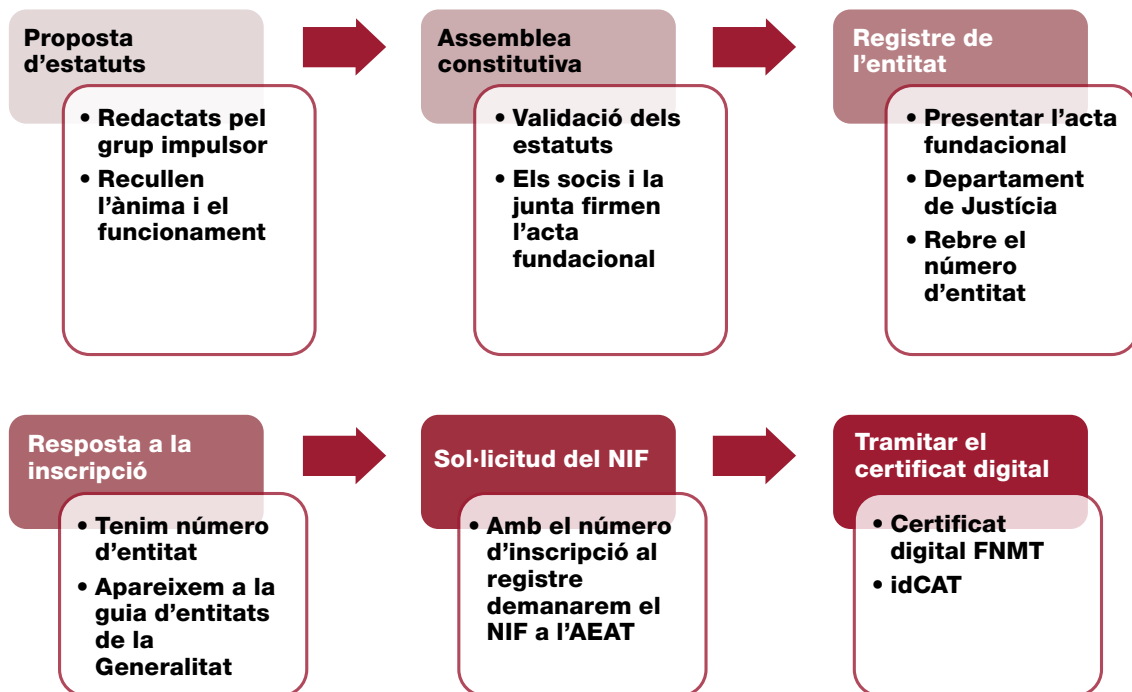 Proposta
d’estatuts
• Redactats pel
grup impulsor
• Recullen
l’ànima i el
funcionament
Assemblea
constitutiva
• Validació dels
estatuts
• Els socis i la
junta firmen
l’acta
fundacional
Registre de
l’entitat
• Presentar l’acta
fundacional
• Departament
de Justícia
• Rebre el
número
d’entitat
Resposta a la
inscripció
• Tenim número
d’entitat
• Apareixem a la
guia d’entitats
de la
Generalitat
Sol·licitud del NIF
• Amb el número
d’inscripció al
registre
demanarem el
NIF a l’AEAT
Tramitar el
certificat digital
• Certificat
digital FNMT
• idCAT